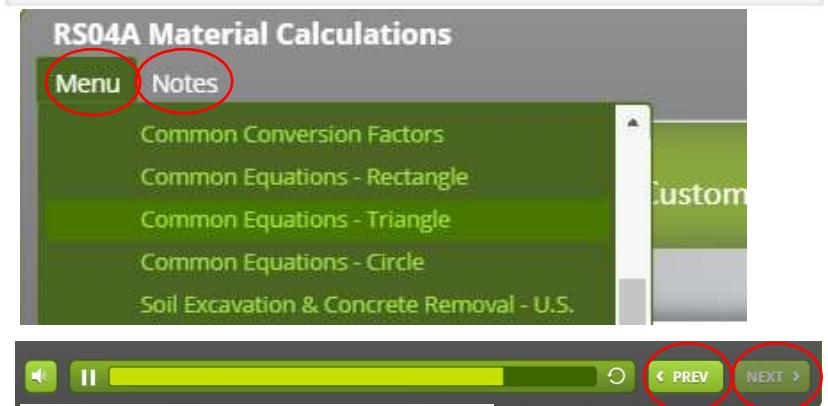 RS04A Material Calculations
Menu Notes
Common Conversion Factors
Common Equations - Rectangle
Custom
Common Equations - Triangle
Common Equations - Circle
Soil Excavation & Concrete Removal - U.S.
PREV NEXT